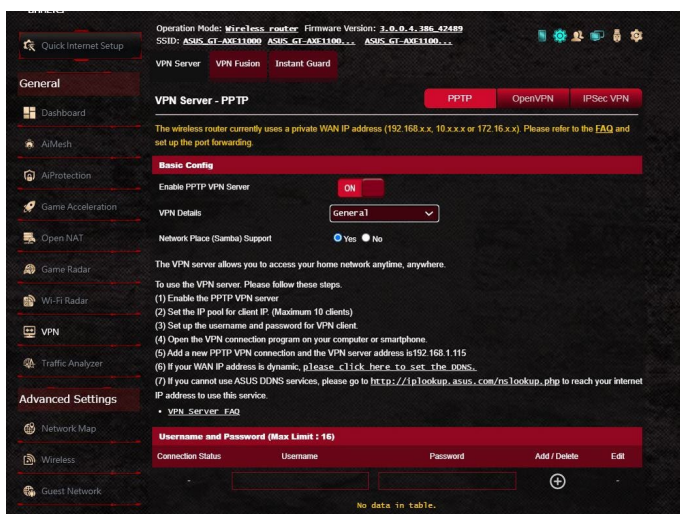 Operation Mode: Wireless router Firmware Version: 3.0.0.4.386_42489
SSID: ASUS_GT-AXE11000 ASUS_GT-AXE1100... ASUS_GT-AXE1100...
Quick Internet Setup
VPN Server VPN Fusion Instant Guard
General
Dashboard
AiMesh
AiProtection
Game Acceleration
Open NAT
Game Radar
Wi-Fi Radar
VPN
Traffic Analyzer
Advanced Settings
Network Map
Wireless
Guest Network
VPN Server - PPTP
PPTP OpenVPN IPSec VPN
The wireless router currently uses a private WAN IP address (192.168.x.x, 10.x.x.x or 172.16.x.x). Please refer to the FAQ and
set up the port forwarding.
Basic Config
Enable PPTP VPN Server ON
VPN Details General
Network Place (Samba) Support Yes No
The VPN server allows you to access your home network anytime, anywhere.
To use the VPN server. Please follow these steps.
(1) Enable the PPTP VPN server
(2) Set the IP pool for client IP. (Maximum 10 clients)
(3) Set up the username and password for VPN client.
(4) Open the VPN connection program on your computer or smartphone.
(5) Add a new PPTP VPN connection and the VPN server address is192.168.1.115
(6) If your WAN IP address is dynamic, please click here to set the DDNS.
(7) If you cannot use ASUS DDNS services, please go to http://iplookup.asus.com/nslookup.php to reach your internet
IP address to use this service.
• VPN Server FAQ
Username and Password (Max Limit : 16)
Connection Status Username Password Add / Delete Edit
- -
No data in table.